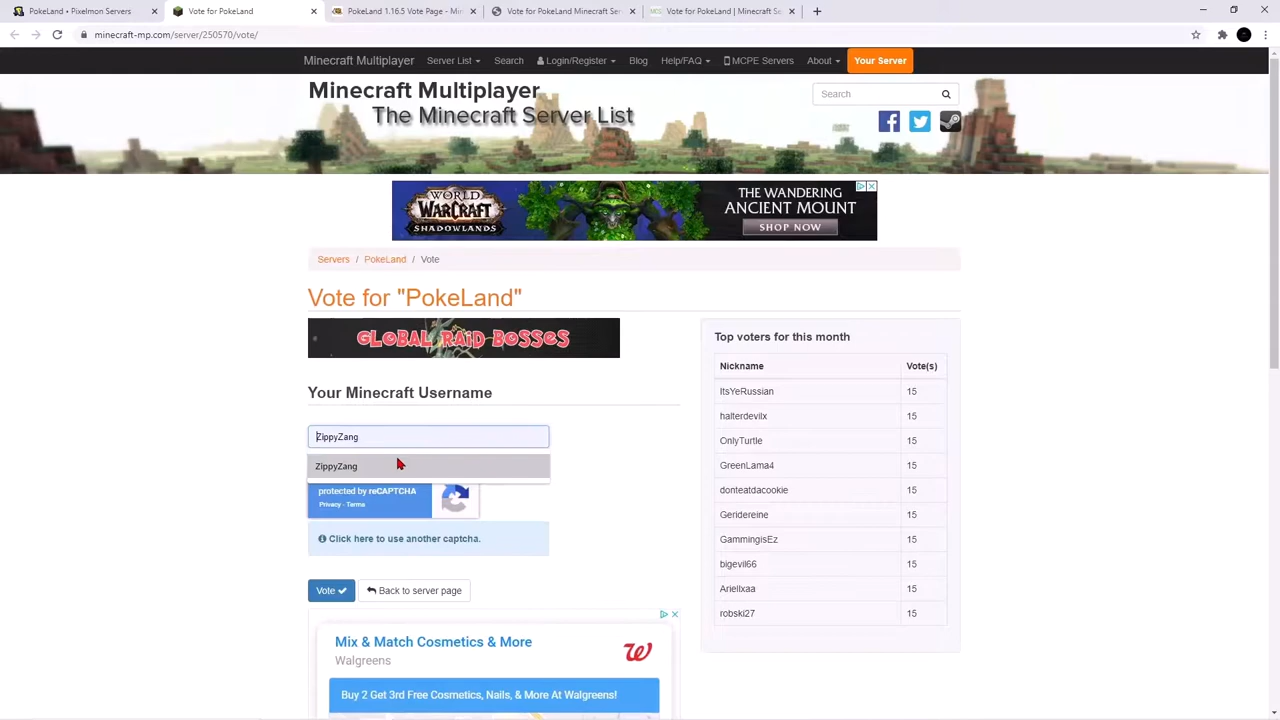 PokeLand • Pixelmon Servers
Vote for PokeLand
PokeLand 1.16.5 Vote Page - Min
Vote for PokeLand Minecraft Serv
Vote for PokeLand | Minecraft Se
minecraft-mp.com/server/250570/vote/
Minecraft Multiplayer
Server List
Search
Login/Register
Blog
Help/FAQ
MCPE Servers
About
Your Server
Minecraft Multiplayer
The Minecraft Server List
Search
WORLD
WARCRAFT
SHADOWLANDS
THE WANDERING
ANCIENT MOUNT
SHOP NOW
Servers / PokeLand / Vote
Vote for "PokeLand"
GLOBAL RAID BOSSES
Your Minecraft Username
ZippyZang
ZippyZang
protected by reCAPTCHA
Privacy - Terms
Click here to use another captcha.
Vote
Back to server page
Mix & Match Cosmetics & More
Walgreens
Buy 2 Get 3rd Free Cosmetics, Nails, & More At Walgreens!
Top voters for this month
Nickname Vote(s)
ItsYeRussian 15
halterdevilx 15
OnlyTurtle 15
GreenLama4 15
donteatdacookie 15
Geridereine 15
GammingisEz 15
bigevil66 15
Ariellxaa 15
robski27 15